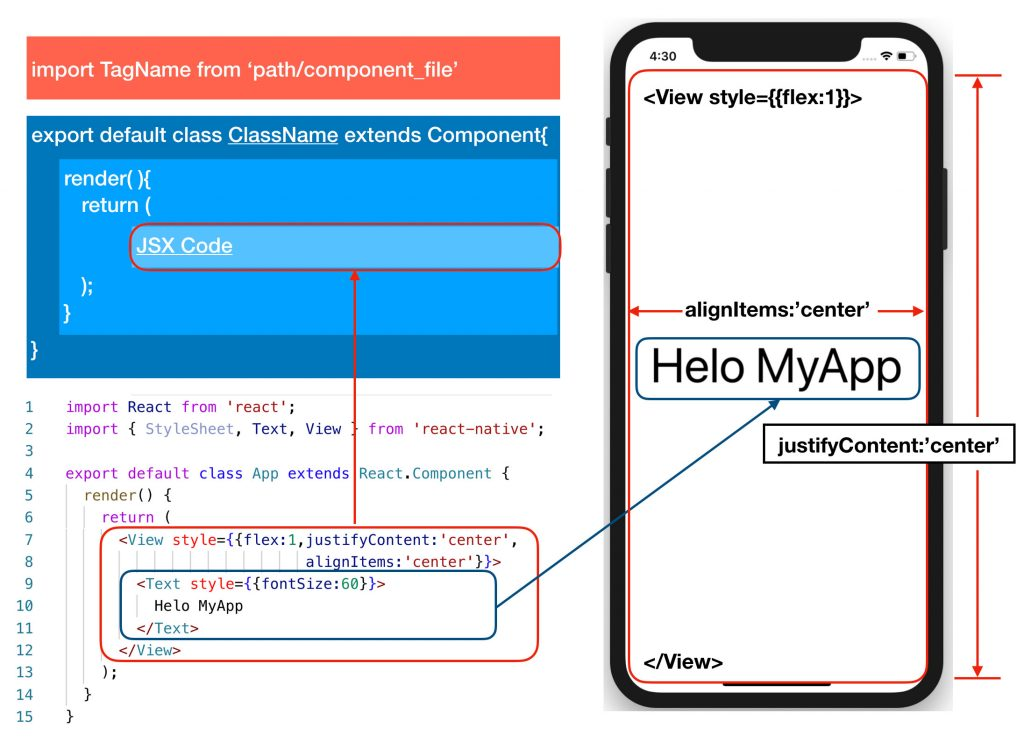 import TagName from ‘path/component_file’
export default class ClassName extends Component{
render( ){
return (
JSX Code
);
}
}
1 import React from 'react';
2 import { StyleSheet, Text, View } from 'react-native';
3
4 export default class App extends React.Component {
5 render() {
6 return (
7 <View style={{flex:1,justifyContent:'center',
8 alignItems:'center'}}>
9 <Text style={{fontSize:60}}>
10 Helo MyApp
11 </Text>
12 </View>
13 );
14 }
15 }
4:30
<View style={{flex:1}}>
alignItems:’center’
Helo MyApp
justifyContent:’center’
</View>